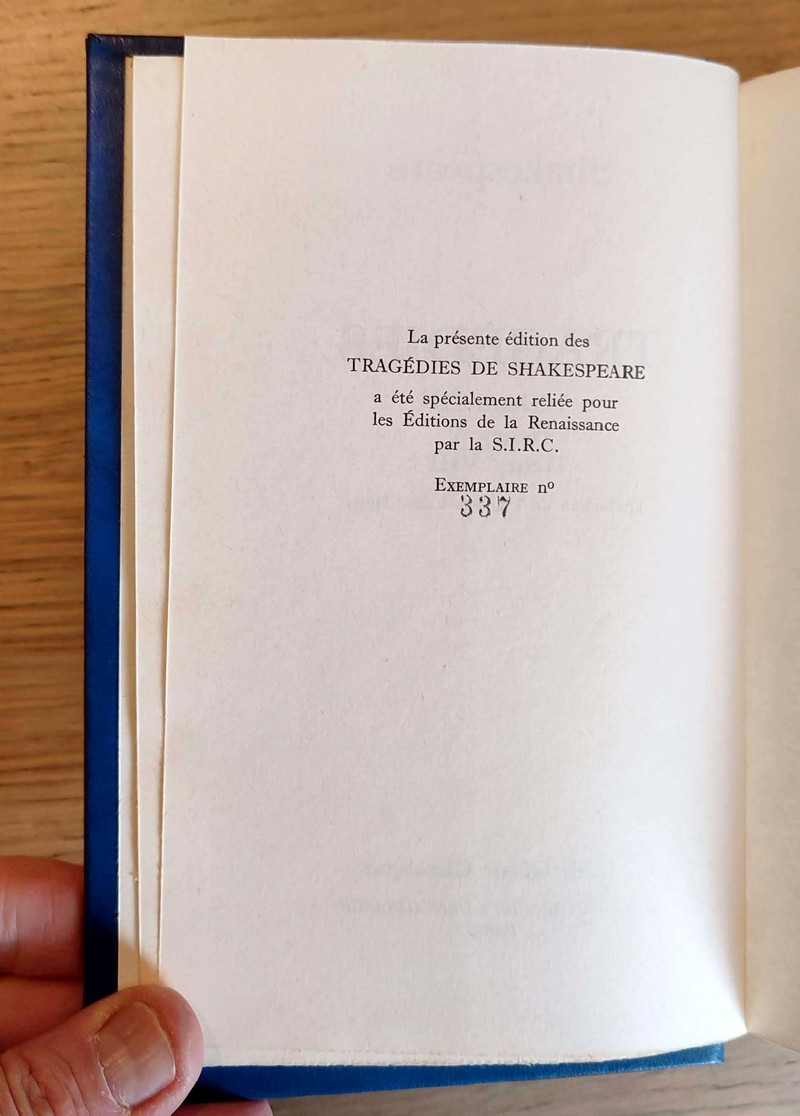 La présente édition des
TRAGÉDIES DE SHAKESPEARE
a été spécialement reliée pour
les Éditions de la Renaissance
par la S.I.R.C.
EXEMPLAIRE nº
337